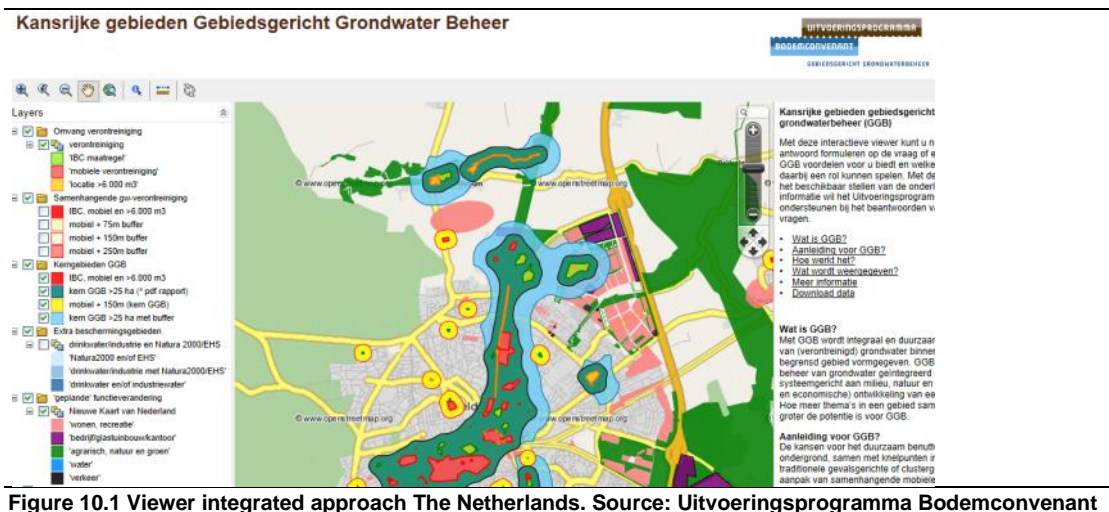 Kansrijke gebieden Gebiedsgericht Grondwater Beheer
UITVOERINGSPROGRAMMA
BODEMCONVENANT
GEBIEDSGERICHT GRONDWATERBEHEER
Layers
Omvang verontreiniging
verontreiniging
'IBC maatregel'
'mobiele verontreiniging'
'locatie >6.000 m3'
Samenhangende gw-verontreiniging
IBC, mobiel en >6.000 m3
mobiel + 75m buffer
mobiel + 150m buffer
mobiel + 250m buffer
Kerngebieden GGB
IBC, mobiel en >6.000 m3
kern GGB >25 ha (* pdf rapport)
mobiel + 150m (kern GGB)
kern GGB >25 ha met buffer
Extra beschermingsgebieden
drinkwater/industrie en Natura 2000/EHS
'Natura2000 en/of EHS'
'drinkwater/industrie met Natura2000/EHS'
'drinkwater en/of industriewater'
'geplande' functieverandering
Nieuwe Kaart van Nederland
'wonen, recreatie'
'bedrijf/glastuinbouw/kantoor'
'agrarisch, natuur en groen'
'water'
'verkeer'
© www.openstreetmap.org
www.openstreetmap.org
© www.openstreetmap.org
© www.openstreetmap.org
Kansrijke gebieden gebiedsgericht
grondwaterbeheer (GGB)
Met deze interactieve viewer kunt u n
antwoord formuleren op de vraag of e
GGB voordelen voor u biedt en welke
daarbij een rol kunnen spelen. Met de
het beschikbaar stellen van de onderl
informatie wil het Uitvoeringsprogram
ondersteunen bij het beantwoorden va
vragen.
Wat is GGB?
Aanleiding voor GGB?
Hoe werkt het?
Wat wordt weergegeven?
Meer informatie
Download data
Wat is GGB?
Met GGB wordt integraal en duurzaar
van (verontreinigd) grondwater binner
begrensd gebied vormgegeven. GGB
beheer van grondwater geïntegreerd
systeemgericht aan milieu, natuur en
en economische) ontwikkeling van ee
Hoe meer thema's in een gebied sam
groter de potentie is voor GGB.
Aanleiding voor GGB?
De kansen voor het duurzaam benutt
ondergrond, samen met knelpunten ir
traditionele gevalsgerichte of clusterg
aanpak van samenhangende mobiele
Figure 10.1 Viewer integrated approach The Netherlands. Source: Uitvoeringsprogramma Bodemconvenant